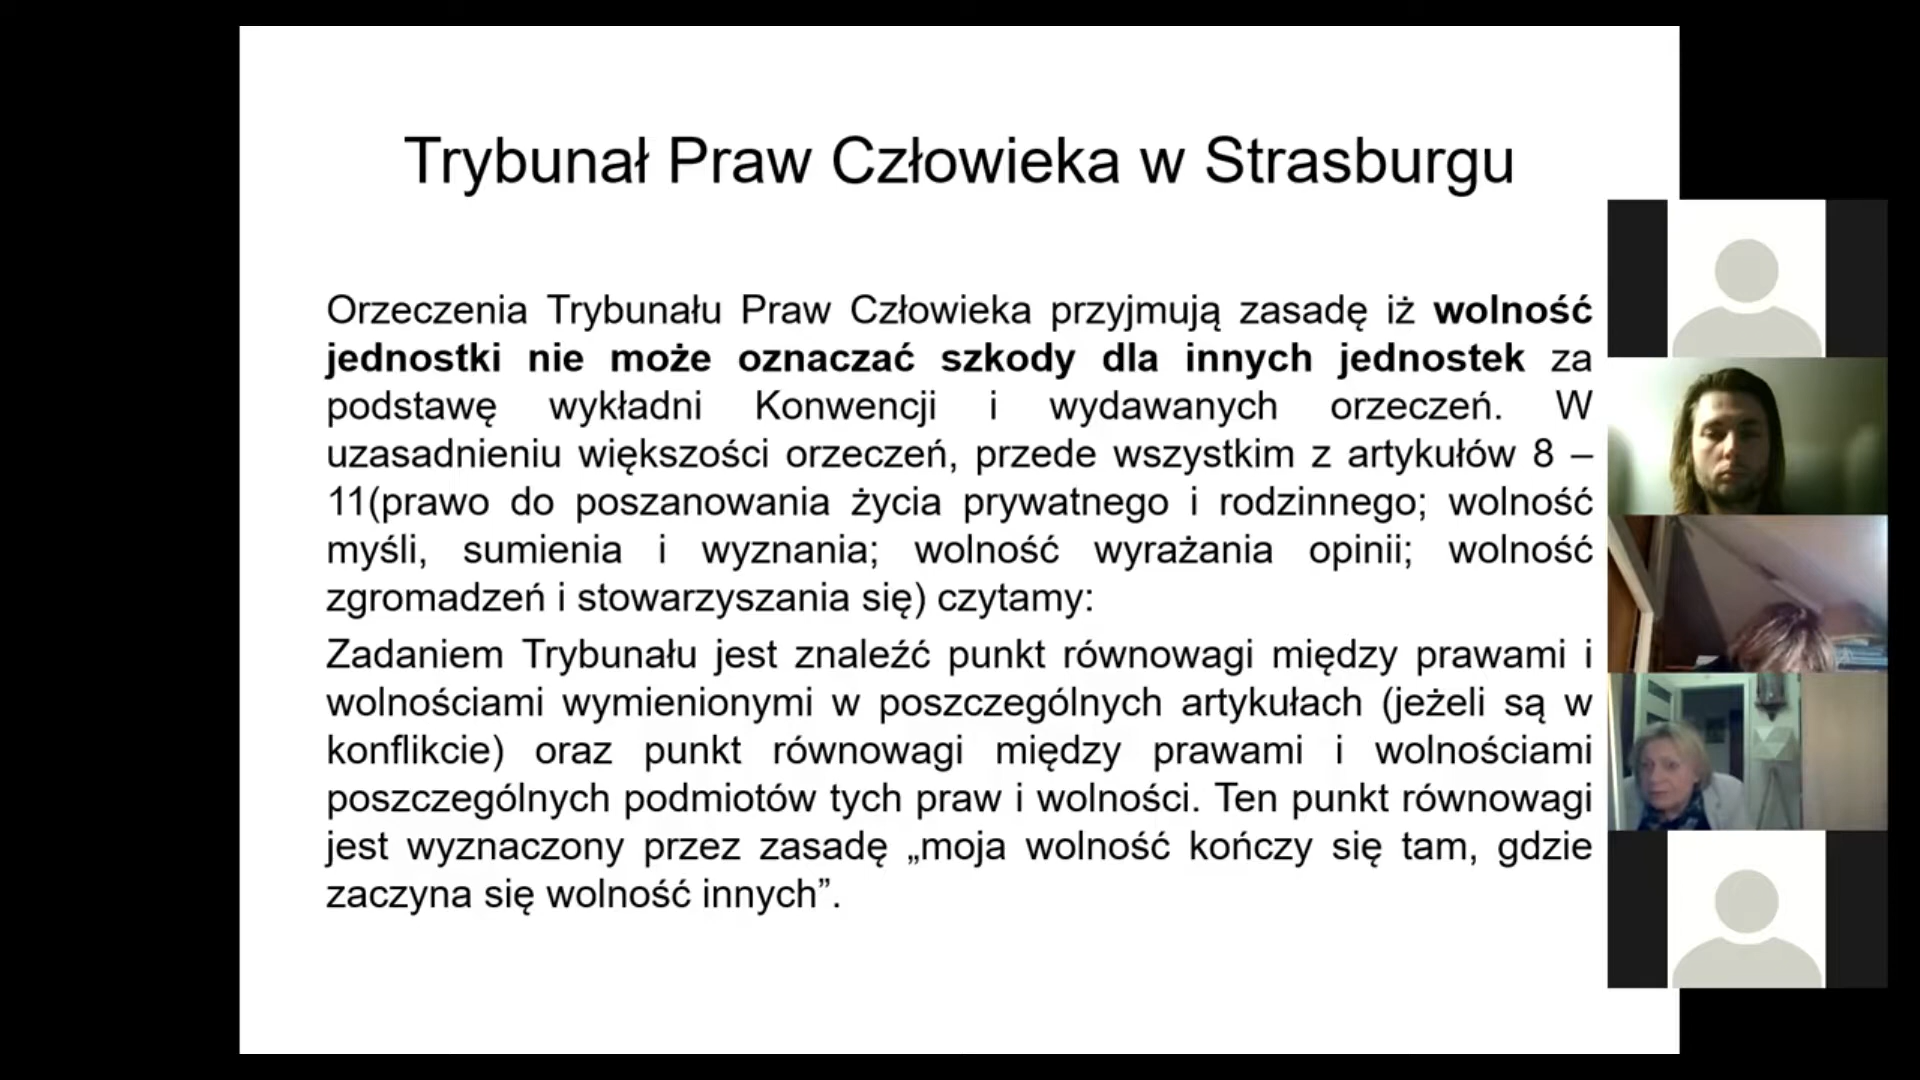 Trybunał Praw Człowieka w Strasburgu
Orzeczenia Trybunału Praw Człowieka przyjmują zasadę iż wolność
jednostki nie może oznaczać szkody dla innych jednostek za
podstawę wykładni Konwencji i wydawanych orzeczeń. W
uzasadnieniu większości orzeczeń, przede wszystkim z artykułów 8 –
11(prawo do poszanowania życia prywatnego i rodzinnego; wolność
myśli, sumienia i wyznania; wolność wyrażania opinii; wolność
zgromadzeń i stowarzyszania się) czytamy:
Zadaniem Trybunału jest znaleźć punkt równowagi między prawami i
wolnościami wymienionymi w poszczególnych artykułach (jeżeli są w
konflikcie) oraz punkt równowagi między prawami i wolnościami
poszczególnych podmiotów tych praw i wolności. Ten punkt równowagi
jest wyznaczony przez zasadę „moja wolność kończy się tam, gdzie
zaczyna się wolność innych”.